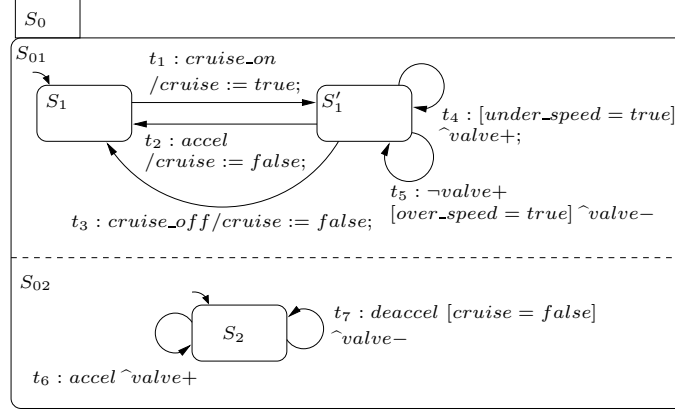 S₀
S₀₁
t₁ : cruise_on
/cruise := true;
S₁
S′₁
t₂ : accel
/cruise := false;
t₄ : [under_speed = true]
^valve+;
t₅ : ¬valve+
[over_speed = true] ^valve−
t₃ : cruise_off/cruise := false;
S₀₂
t₇ : deaccel [cruise = false]
^valve−
S₂
t₆ : accel ^valve+